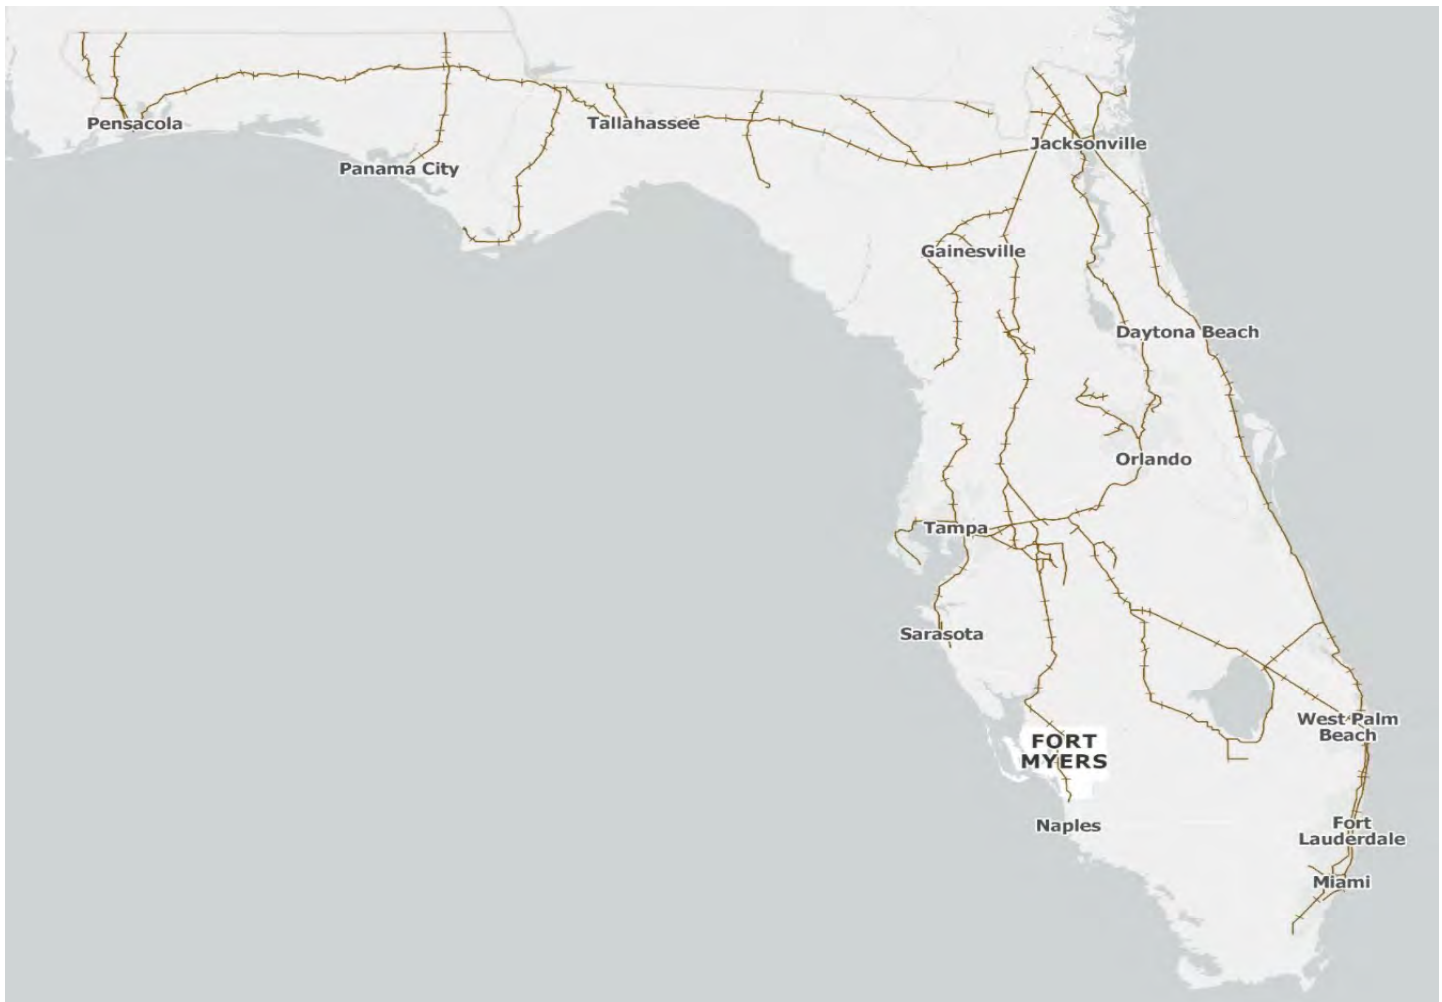 Pensacola
Tallahassee
Jacksonville
Panama City
Gainesville
Daytona Beach
Orlando
Tampa
Sarasota
West Palm
Beach
FORT
MYERS
Naples
Fort
Lauderdale
Miami